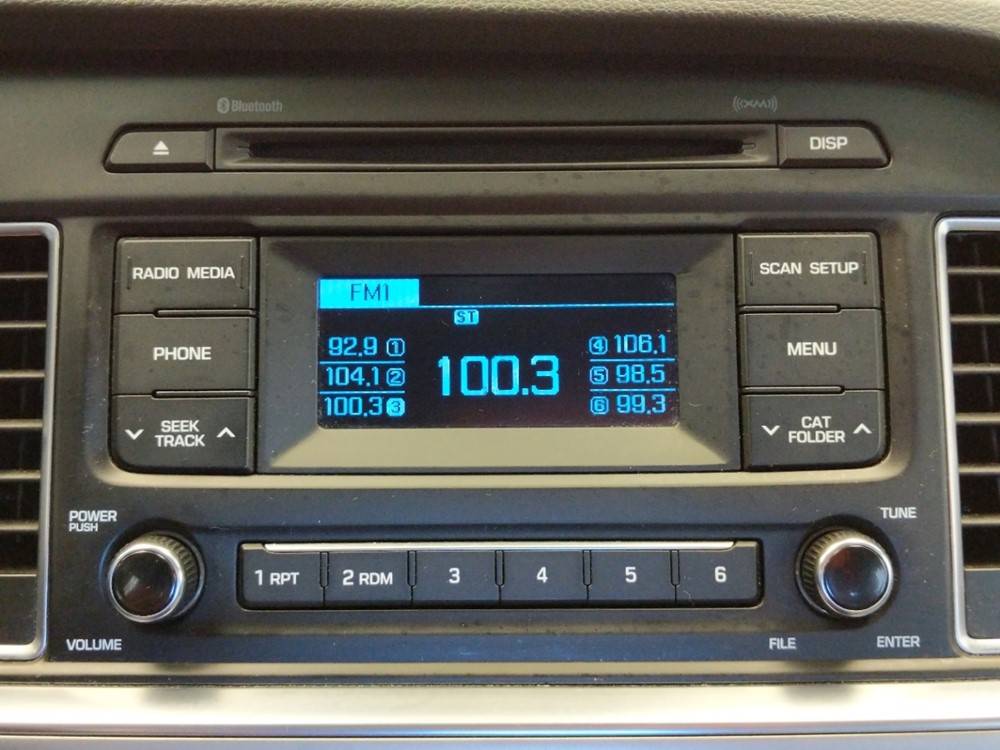 Bluetooth
((XM))
DISP
RADIO MEDIA
SCAN SETUP
FM1
ST
PHONE
MENU
92.9 1
104.1 2
100.3 3
100.3
4 106.1
5 98.5
6 99.3
SEEK
TRACK
CAT
FOLDER
POWER
PUSH
TUNE
1 RPT
2 RDM
3
4
5
6
VOLUME
FILE
ENTER